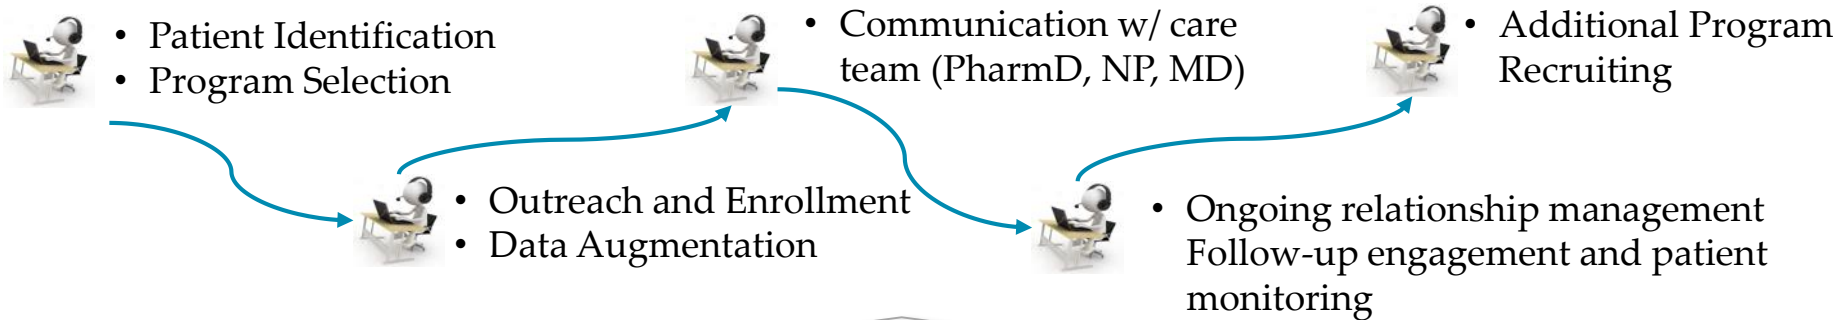 • Patient Identification
• Program Selection
• Outreach and Enrollment
• Data Augmentation
• Communication w/ care
team (PharmD, NP, MD)
• Ongoing relationship management
Follow-up engagement and patient
monitoring
• Additional Program
Recruiting